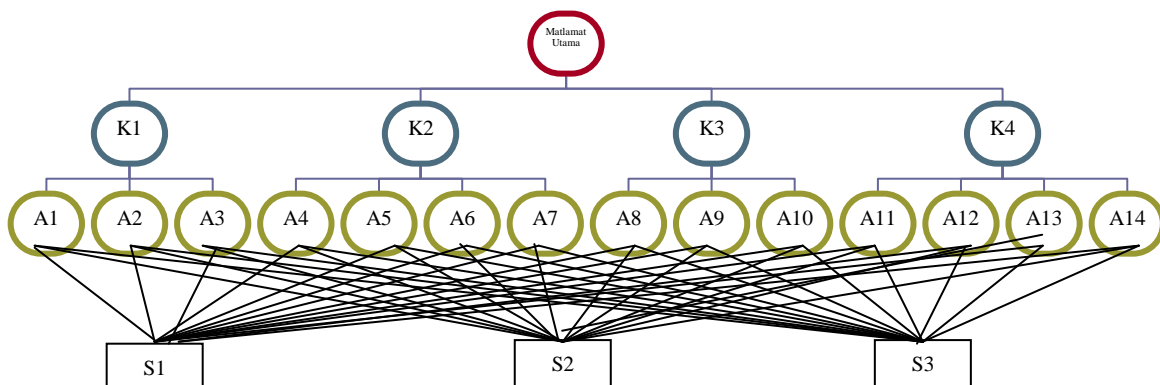 Matlamat
Utama
K1 K2 K3 K4
A1 A2 A3 A4 A5 A6 A7 A8 A9 A10 A11 A12 A13 A14
S1 S2 S3